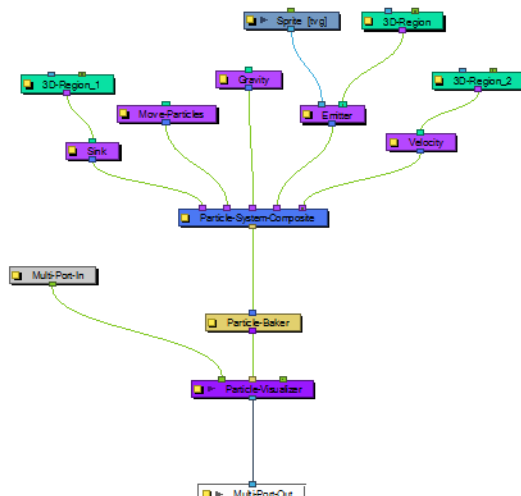 Sprite [tvg]
3D-Region
3D-Region_1
Gravity
3D-Region_2
Move-Particles
Emitter
Sink
Velocity
Particle-System-Composite
Multi-Port-In
Particle-Baker
Particle-Visualizer
Multi-Port-Out